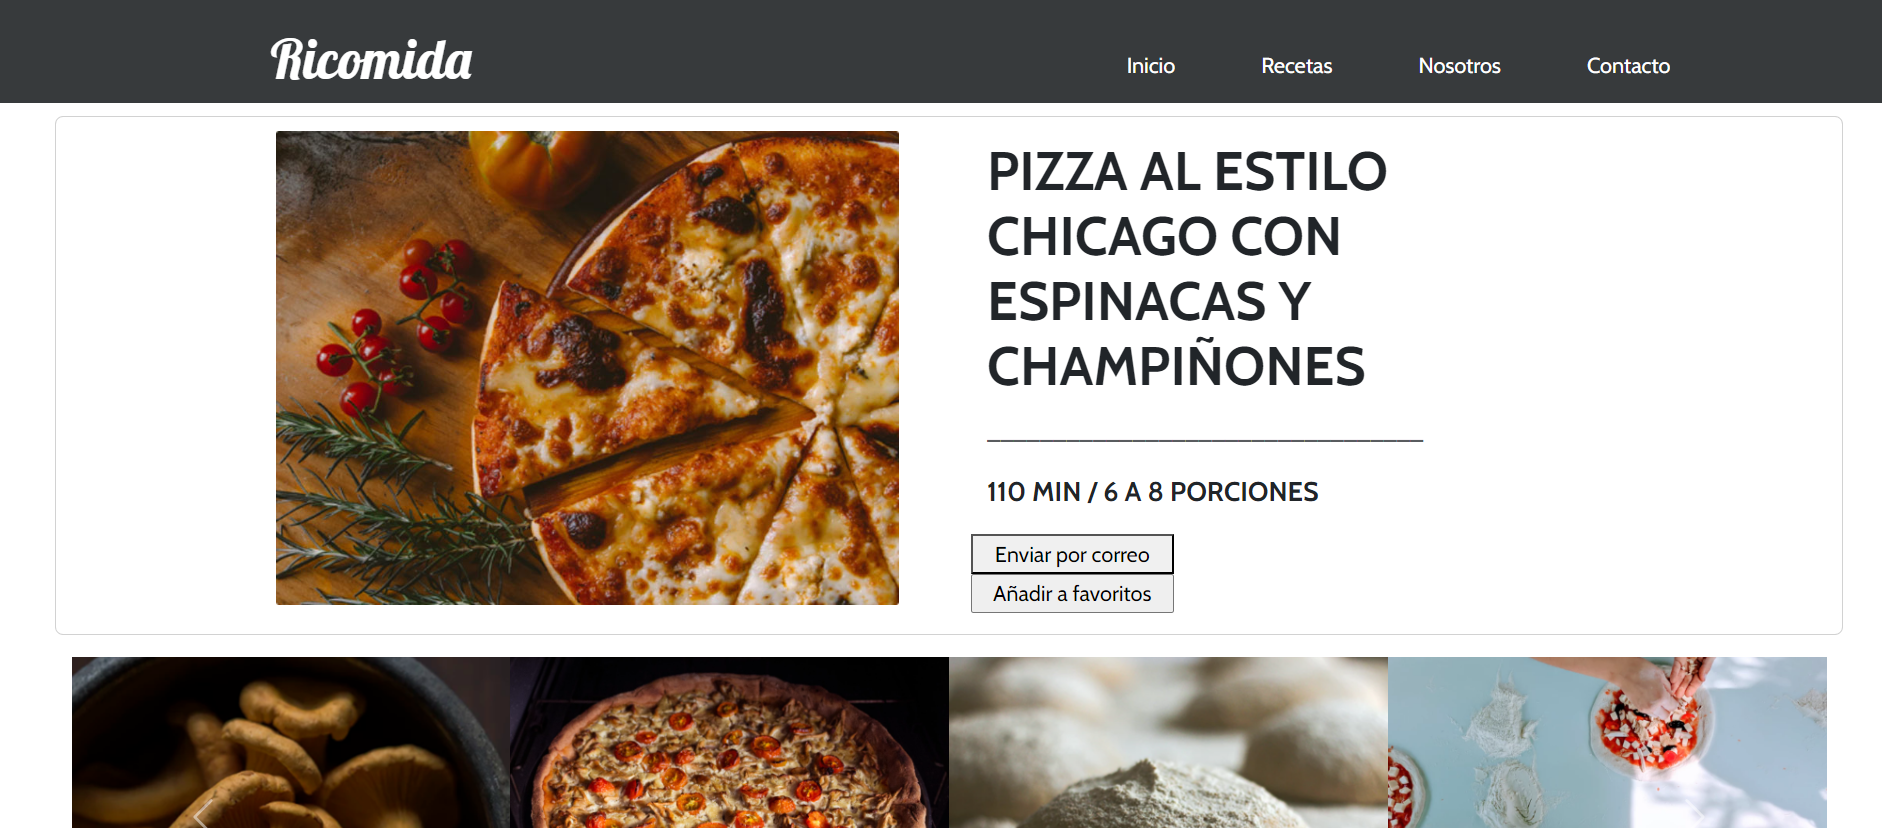 Ricomida
Inicio Recetas Nosotros Contacto
PIZZA AL ESTILO
CHICAGO CON
ESPINACAS Y
CHAMPIÑONES
110 MIN / 6 A 8 PORCIONES
Enviar por correo
Añadir a favoritos